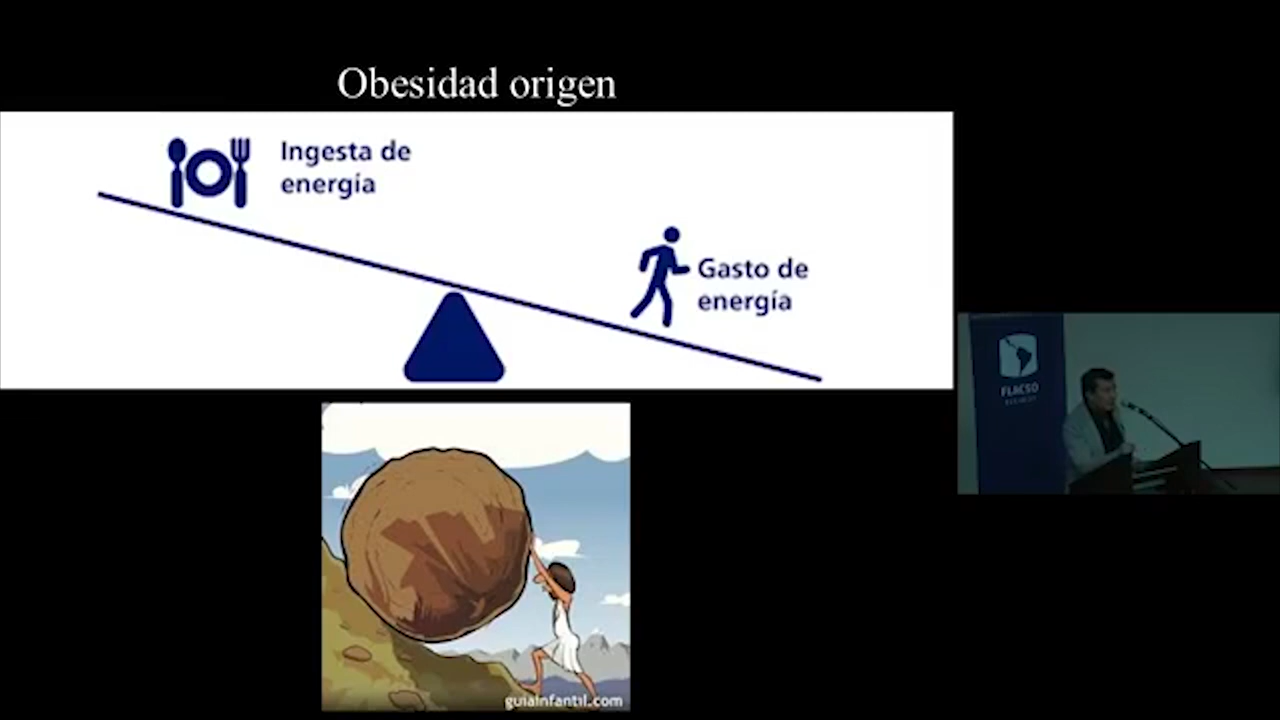 Obesidad origen
Ingesta de
energía
Gasto de
energía
FLACSO
guiainfantil.com